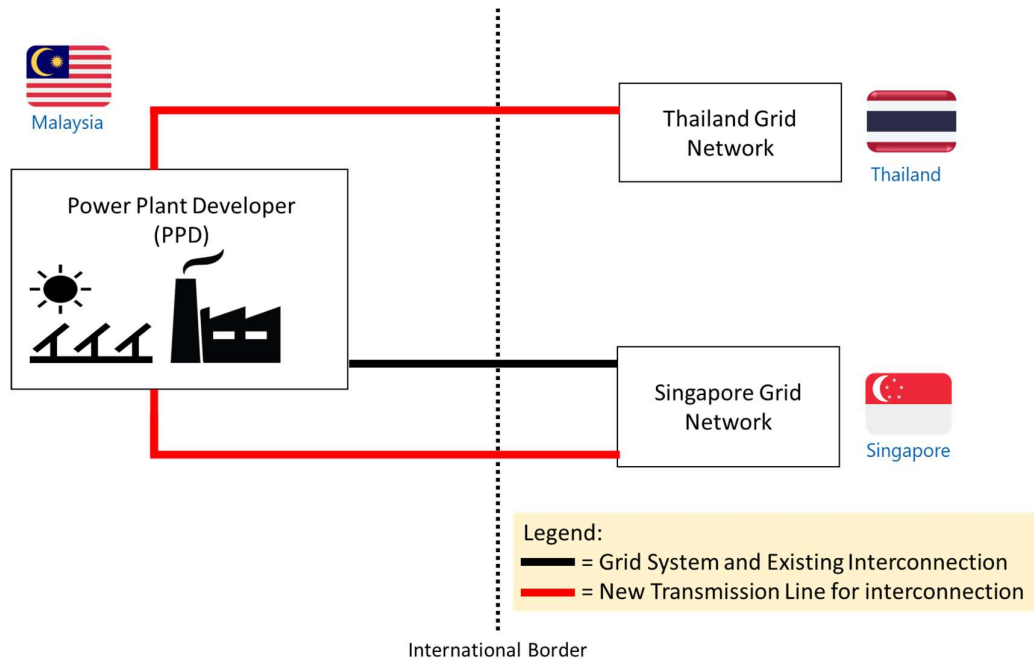 Malaysia
Thailand Grid
Network
Thailand
Power Plant Developer
(PPD)
Singapore Grid
Network
Singapore
Legend:
= Grid System and Existing Interconnection
= New Transmission Line for interconnection
International Border